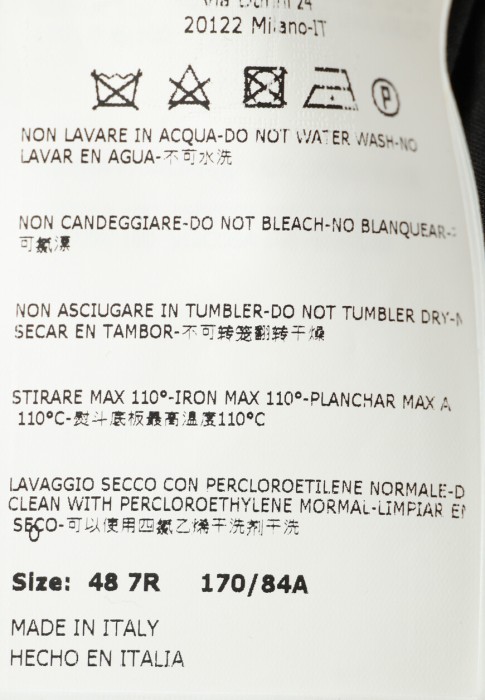 20122 Milano-IT
P
NON LAVARE IN ACQUA-DO NOT WATER WASH-NO
LAVAR EN AGUA-不可水洗
NON CANDEGGIARE-DO NOT BLEACH-NO BLANQUEAR-
可氯漂
NON ASCIUGARE IN TUMBLER-DO NOT TUMBLER DRY-N
SECAR EN TAMBOR-不可转笼翻转干燥
STIRARE MAX 110°-IRON MAX 110°-PLANCHAR MAX A
110°C-熨斗底板最高温度110°C
LAVAGGIO SECCO CON PERCLOROETILENE NORMALE-D
CLEAN WITH PERCLOROETHYLENE MORMAL-LIMPIAR EN
SECO-可以使用四氯乙烯干洗剂干洗
Size: 48 7R 170/84A
MADE IN ITALY
HECHO EN ITALIA